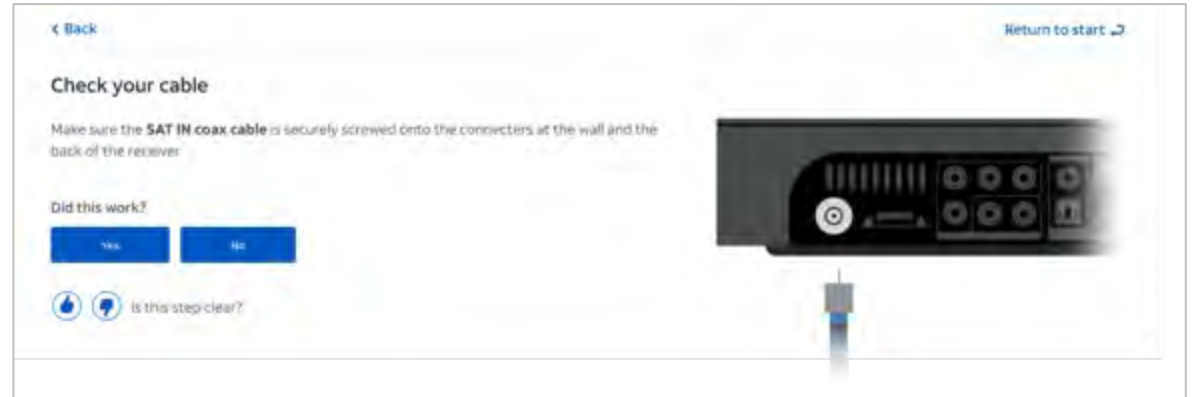 Back
Return to start
Check your cable
Make sure the SAT IN coax cable is securely screwed onto the connecters at the wall and the
back of the receiver
Did this work?
Yes
No
Is this step clear?